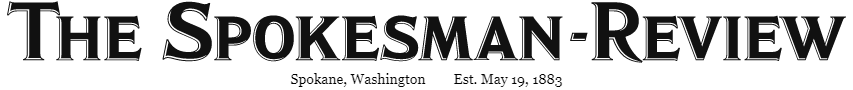 The Spokesman-Review
Spokane, Washington Est. May 19, 1883